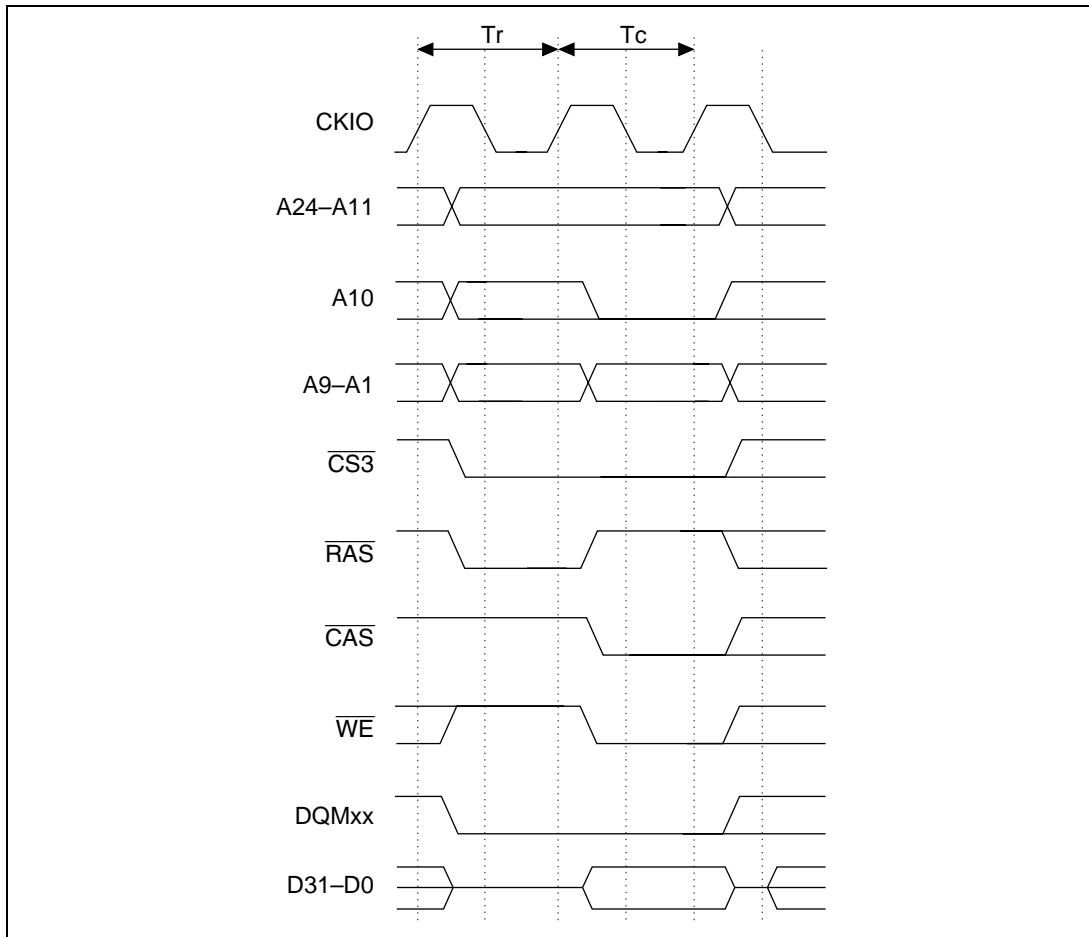 Tr Tc
CKIO
A24–A11
A10
A9–A1
CS3
RAS
CAS
WE
DQMxx
D31–D0